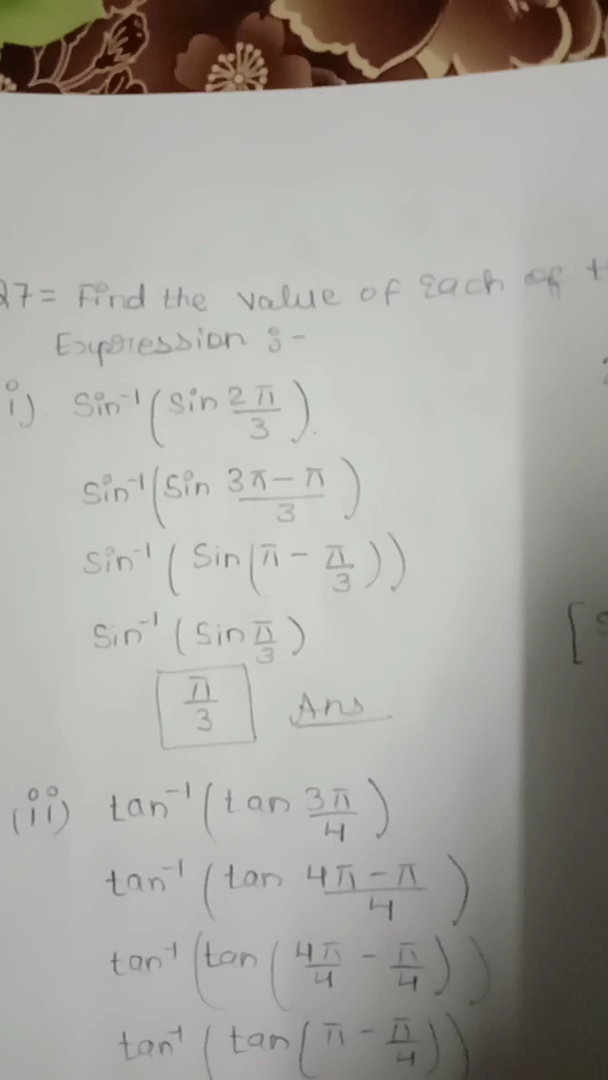 27 = Find the value of each of
Expression :-
i) Sin⁻¹(sin 2π/3).
sin⁻¹(sin 3π-π/3)
sin⁻¹(Sin(π - π/3))
Sin⁻¹(sin π/3)
[
π/3 Ans
(ii) tan⁻¹(tan 3π/4)
tan⁻¹(tan 4π-π/4)
tan⁻¹(tan(4π/4 - π/4))
tan⁻¹(tan(π - π/4))